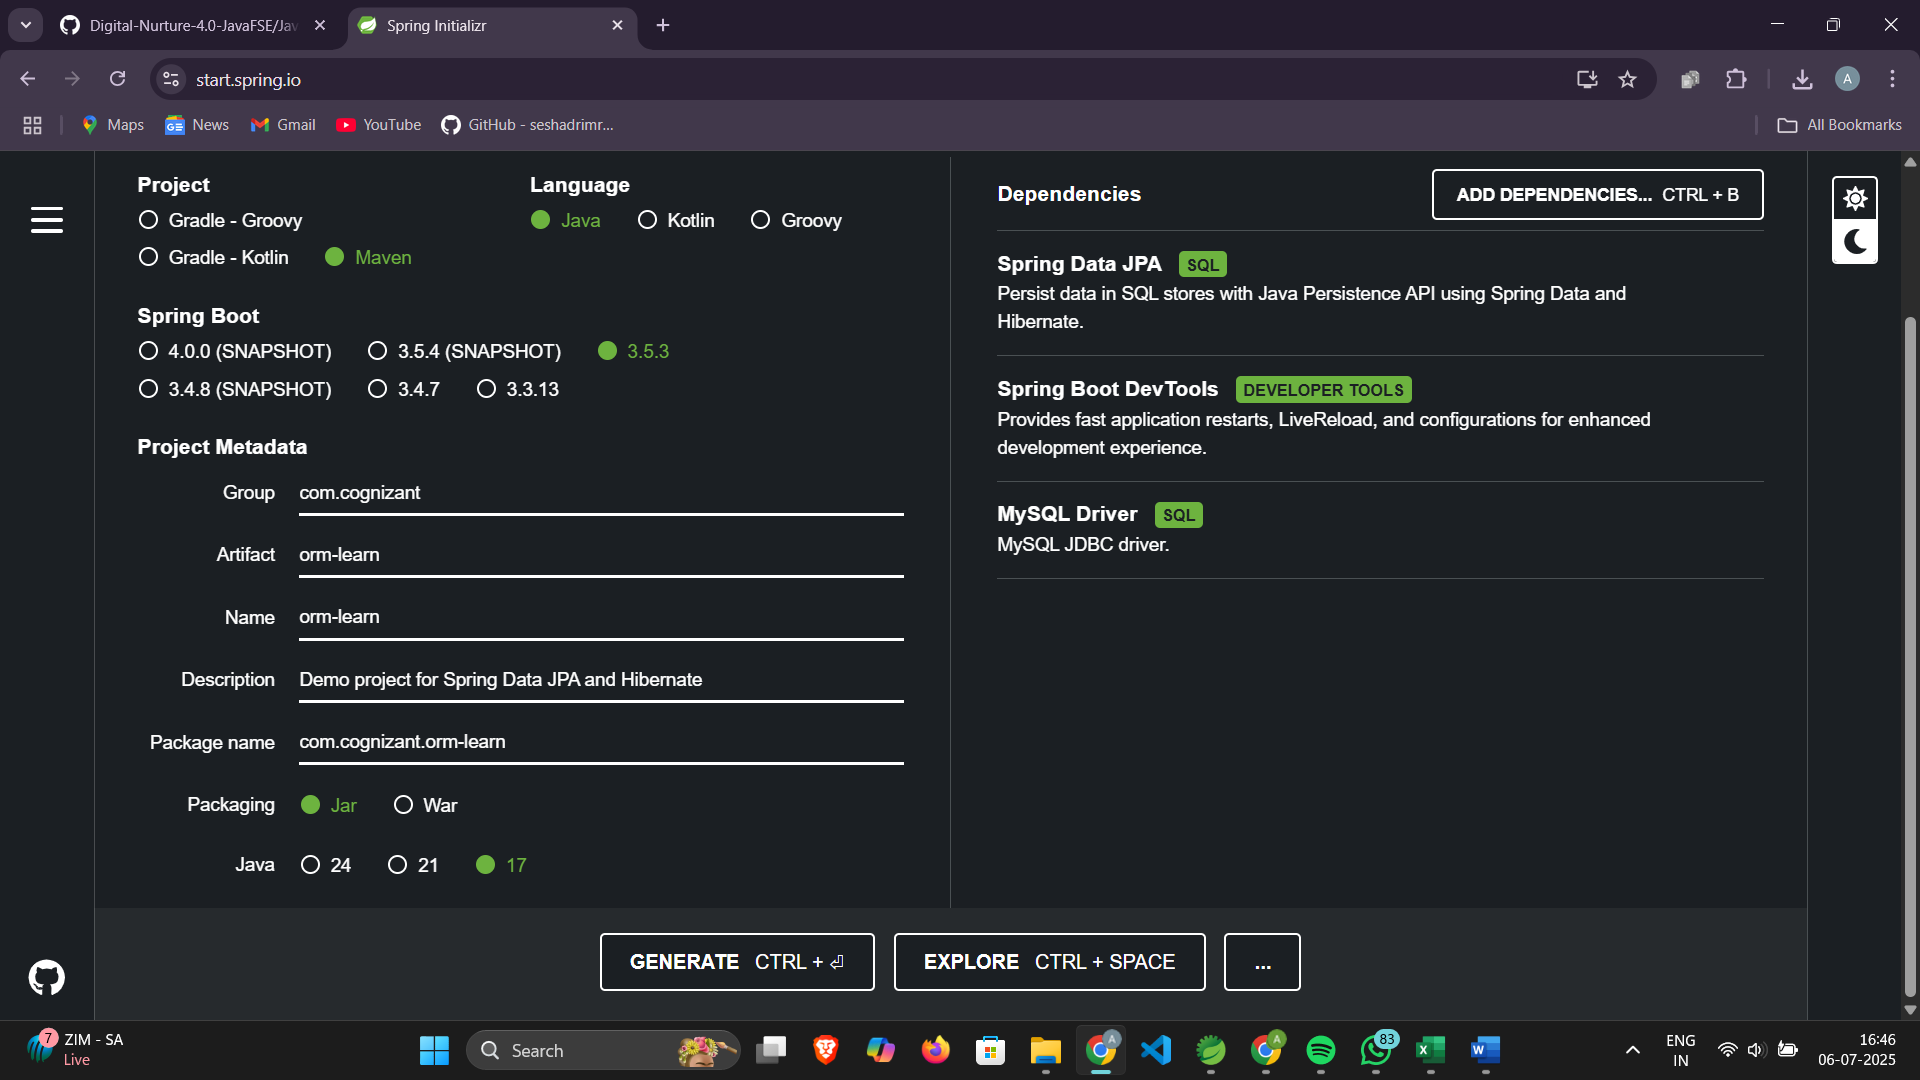 Digital-Nurture-4.0-JavaFSE/Jav
Spring Initializr
start.spring.io
A
Maps
News
Gmail
YouTube
GitHub - seshadrimr...
All Bookmarks
Project
Gradle - Groovy
Gradle - Kotlin
Maven
Language
Java
Kotlin
Groovy
Spring Boot
4.0.0 (SNAPSHOT)
3.5.4 (SNAPSHOT)
3.5.3
3.4.8 (SNAPSHOT)
3.4.7
3.3.13
Project Metadata
Group
com.cognizant
Artifact
orm-learn
Name
orm-learn
Description
Demo project for Spring Data JPA and Hibernate
Package name
com.cognizant.orm-learn
Packaging
Jar
War
Java
24
21
17
Dependencies
ADD DEPENDENCIES... CTRL + B
Spring Data JPA SQL
Persist data in SQL stores with Java Persistence API using Spring Data and
Hibernate.
Spring Boot DevTools DEVELOPER TOOLS
Provides fast application restarts, LiveReload, and configurations for enhanced
development experience.
MySQL Driver SQL
MySQL JDBC driver.
GENERATE CTRL + ⏎
EXPLORE CTRL + SPACE
...
7
ZIM - SA
Live
Search
A
A
83
ENG
IN
16:46
06-07-2025